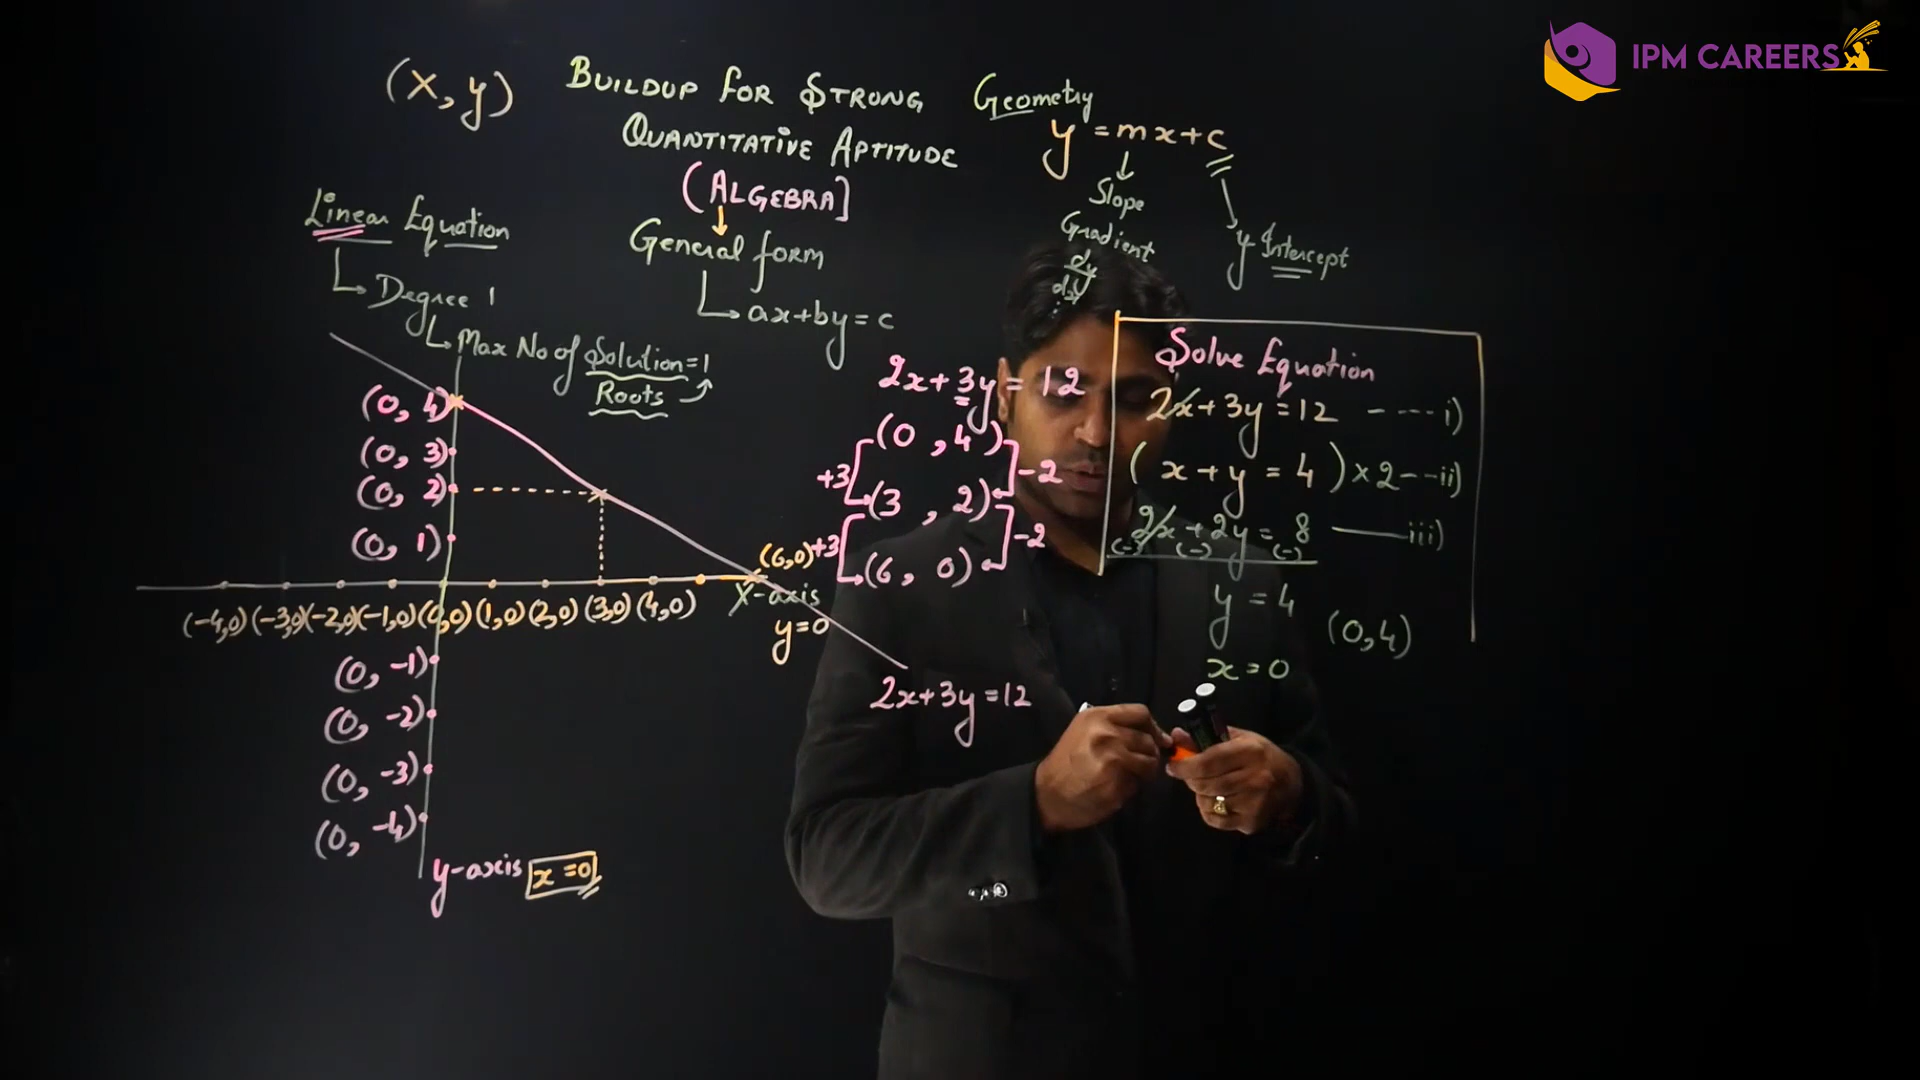 IPM CAREERS
(x, y)
BUILDUP FOR STRONG
QUANTITATIVE APTITUDE
(ALGEBRA]
Geometry
y = mx+c
Slope
Gradient
dy
dx
y Intercept
Linear Equation
Degree 1
Max No of Solution=1
Roots
General form
ax+by=c
2x+3y=12
(0, 4)
(3, 2)
(6, 0)
+3
-2
+3
-2
Solve Equation
2x+3y=12 ---- i)
(x+y=4)×2--ii)
2x+2y=8 —— iii)
(-) (-) (-)
y=4
x=0
(0,4)
(0, 4)
(0, 3)
(0, 2)
(0, 1)
(6,0)
X-axis
y=0
(-4,0) (-3,0) (-2,0) (-1,0) (0,0) (1,0) (2,0) (3,0) (4,0)
(0, -1)
(0, -2)
(0, -3)
(0, -4)
2x+3y=12
y-axis x=0